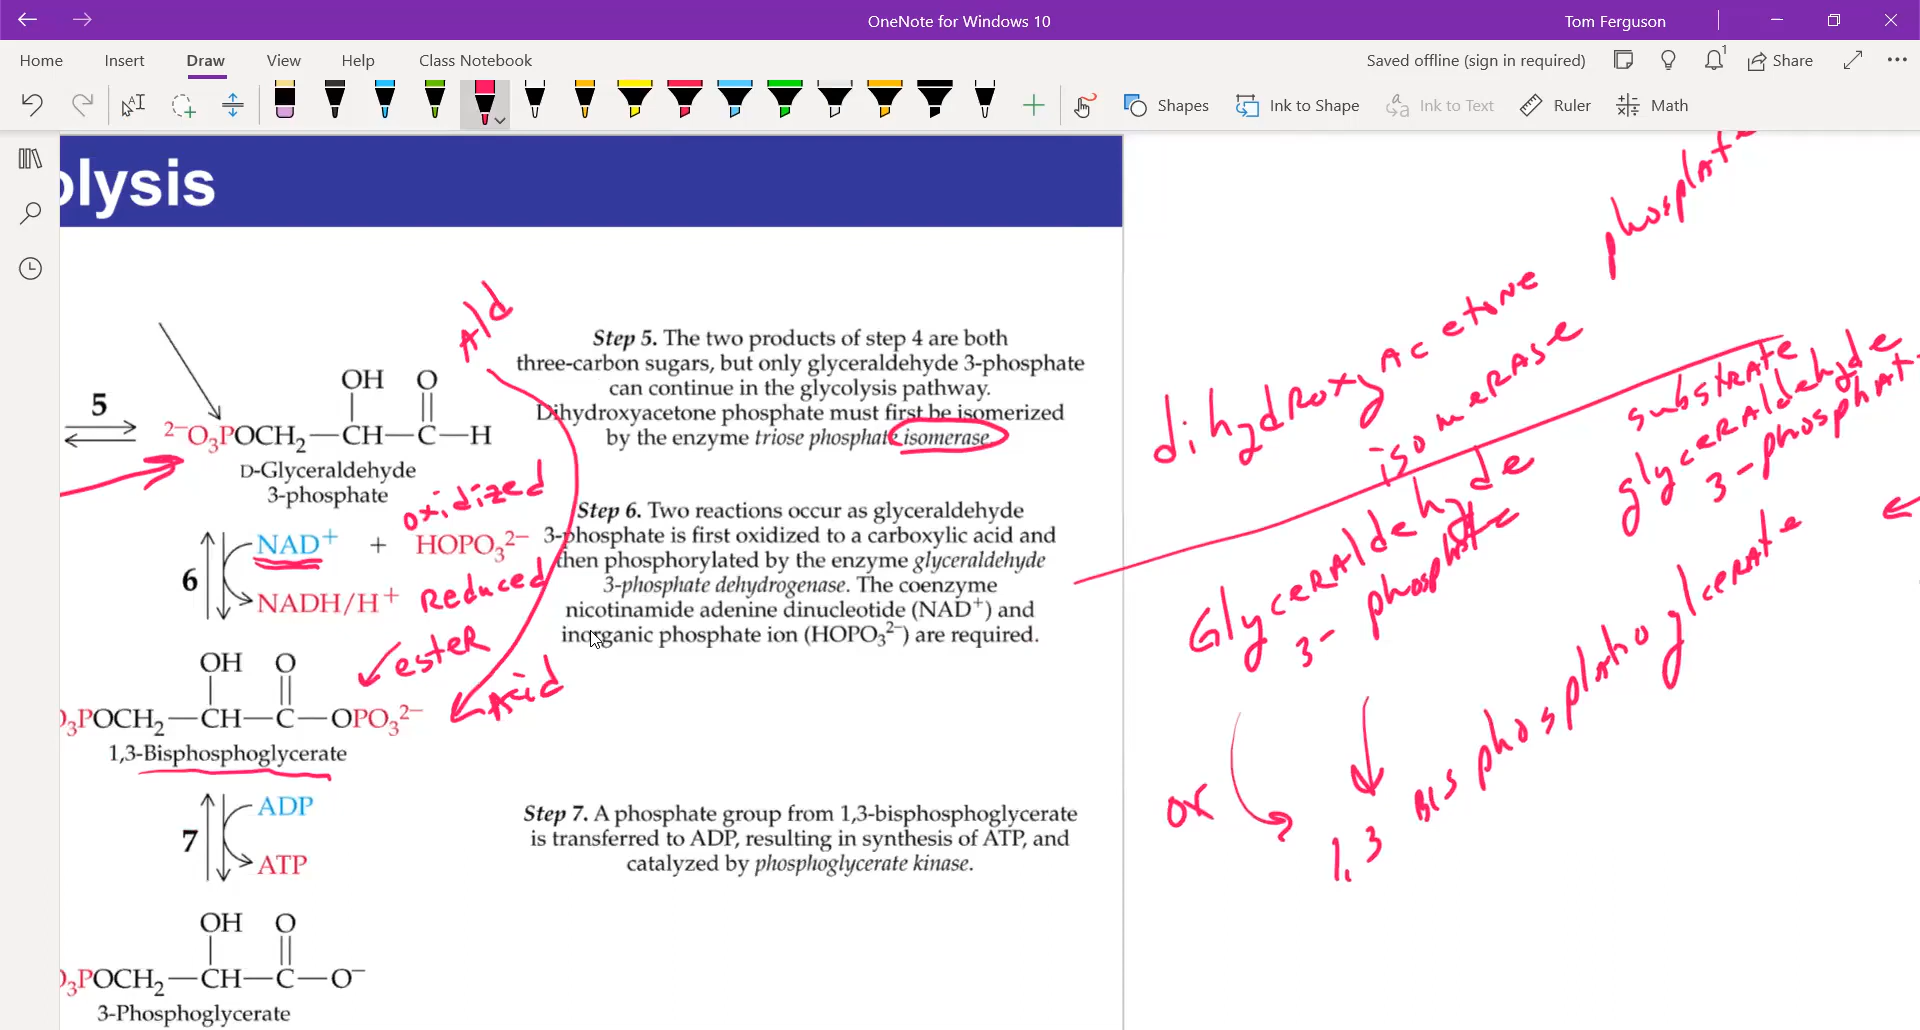 OneNote for Windows 10
Tom Ferguson
Home Insert Draw View Help Class Notebook
Saved offline (sign in required)
1
Share
Shapes Ink to Shape Ink to Text Ruler Math
olysis
Ald
Step 5. The two products of step 4 are both
three-carbon sugars, but only glyceraldehyde 3-phosphate
can continue in the glycolysis pathway.
Dihydroxyacetone phosphate must first be isomerized
by the enzyme triose phosphate isomerase.
OH O
5
²⁻O₃POCH₂—CH—C—H
D-Glyceraldehyde
3-phosphate
oxidized
NAD⁺ + HOPO₃²⁻
6
NADH/H⁺ Reduced
Step 6. Two reactions occur as glyceraldehyde
3-phosphate is first oxidized to a carboxylic acid and
then phosphorylated by the enzyme glyceraldehyde
3-phosphate dehydrogenase. The coenzyme
nicotinamide adenine dinucleotide (NAD⁺) and
inorganic phosphate ion (HOPO₃²⁻) are required.
ester
Acid
OH O
O₃POCH₂—CH—C—OPO₃²⁻
1,3-Bisphosphoglycerate
ADP
7
ATP
Step 7. A phosphate group from 1,3-bisphosphoglycerate
is transferred to ADP, resulting in synthesis of ATP, and
catalyzed by phosphoglycerate kinase.
OH O
O₃POCH₂—CH—C—O⁻
3-Phosphoglycerate
dihydroxyacetone phosplate
isomerase
substrate
glyceraldehyde
3-phosphat
Glyceraldehyde
3-phosphate
or
1,3 Bisphosplatioglcerate